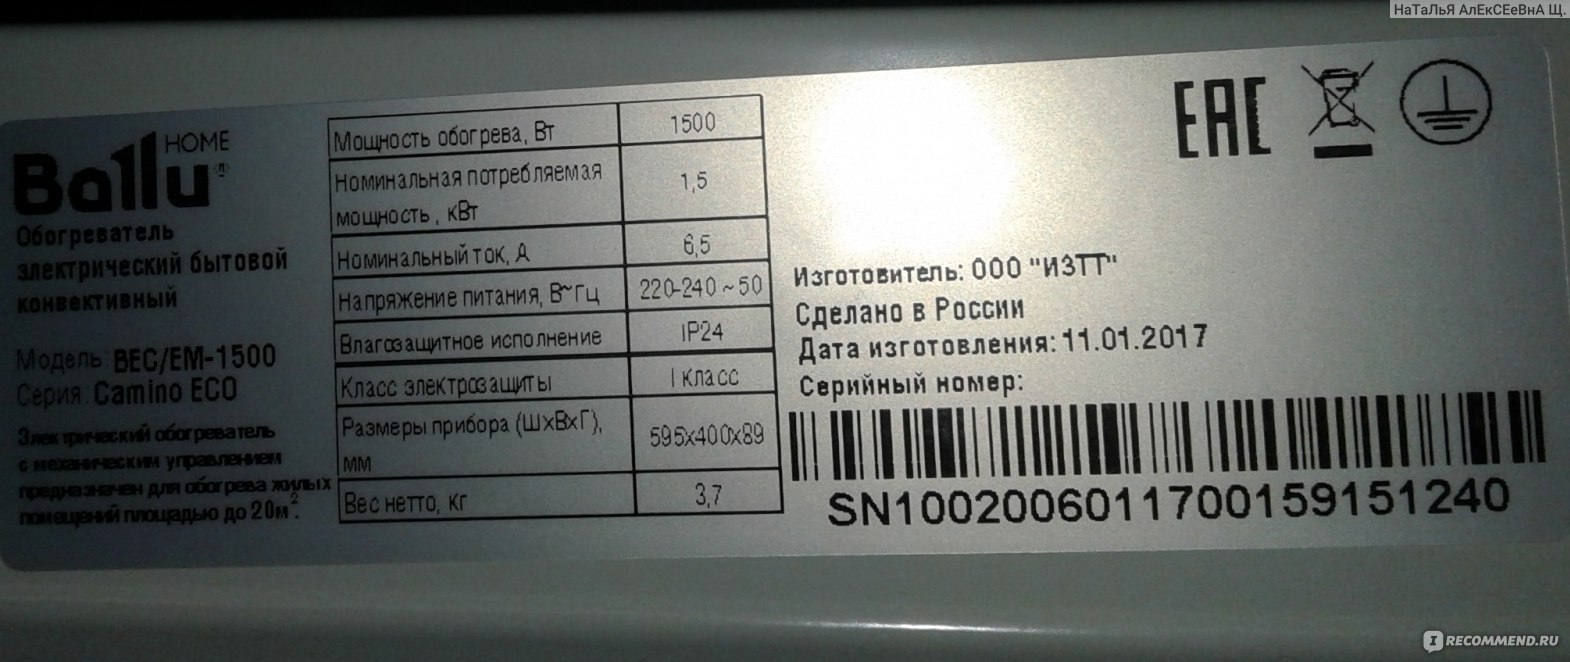 НаТаЛЬЯ АлЕкСЕеВнА Щ.
Ballu HOME
Обогреватель
электрический бытовой
конвективный
Модель: BEC/EM-1500
Серия: Camino ECO
Электрический обогреватель
с механическим управлением
предназначен для обогрева жилых
помещений площадью до 20м².
Мощность обогрева, Вт 1500
Номинальная потребляемая
мощность, кВт 1,5
Номинальный ток, А 6,5
Напряжение питания, В~Гц 220-240 ~ 50
Влагозащитное исполнение IP24
Класс электрозащиты I класс
Размеры прибора (ШхВхГ),
мм 595х400х89
Вес нетто, кг 3,7
EAC
Изготовитель: ООО "ИЗТТ"
Сделано в России
Дата изготовления: 11.01.2017
Серийный номер:
SN1002006011700159151240
IRECOMMEND.RU